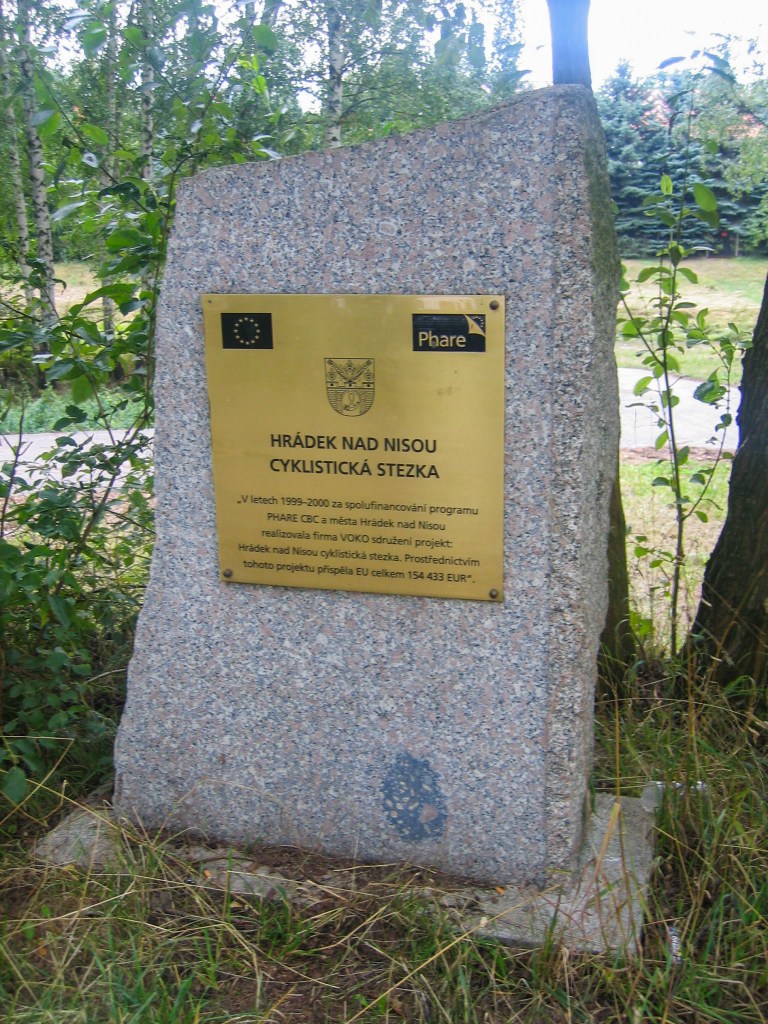 Phare
HRÁDEK NAD NISOU
CYKLISTICKÁ STEZKA
„V letech 1999–2000 za spolufinancování programu
PHARE CBC a města Hrádek nad Nisou
realizovala firma VOKO sdružení projekt:
Hrádek nad Nisou cyklistická stezka. Prostřednictvím
tohoto projektu přispěla EU celkem 154 433 EUR“.